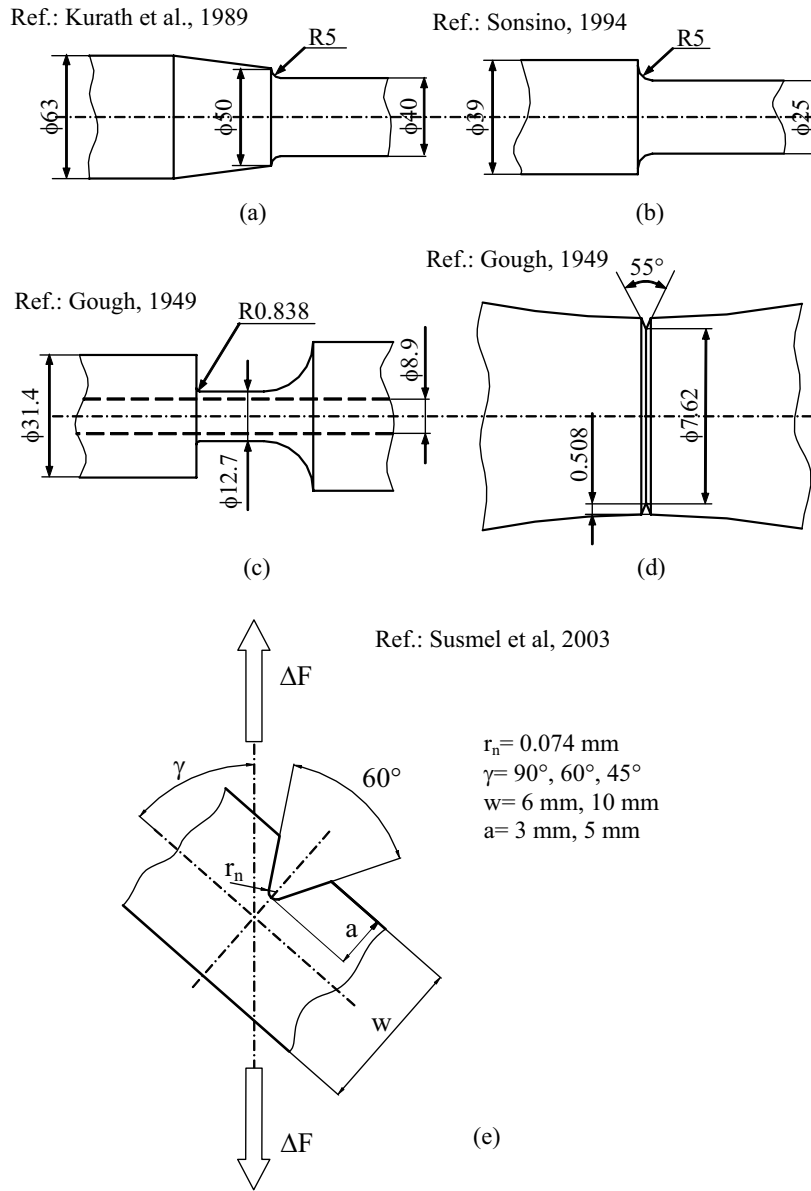 Ref.: Kurath et al., 1989
R5
ϕ63
ϕ50
ϕ40
(a)
Ref.: Sonsino, 1994
R5
ϕ39
ϕ25
(b)
Ref.: Gough, 1949
R0.838
ϕ31.4
ϕ12.7
ϕ8.9
(c)
Ref.: Gough, 1949
55°
0.508
ϕ7.62
(d)
Ref.: Susmel et al, 2003
ΔF
γ
60°
rn
a
w
ΔF
rn= 0.074 mm
γ= 90°, 60°, 45°
w= 6 mm, 10 mm
a= 3 mm, 5 mm
(e)